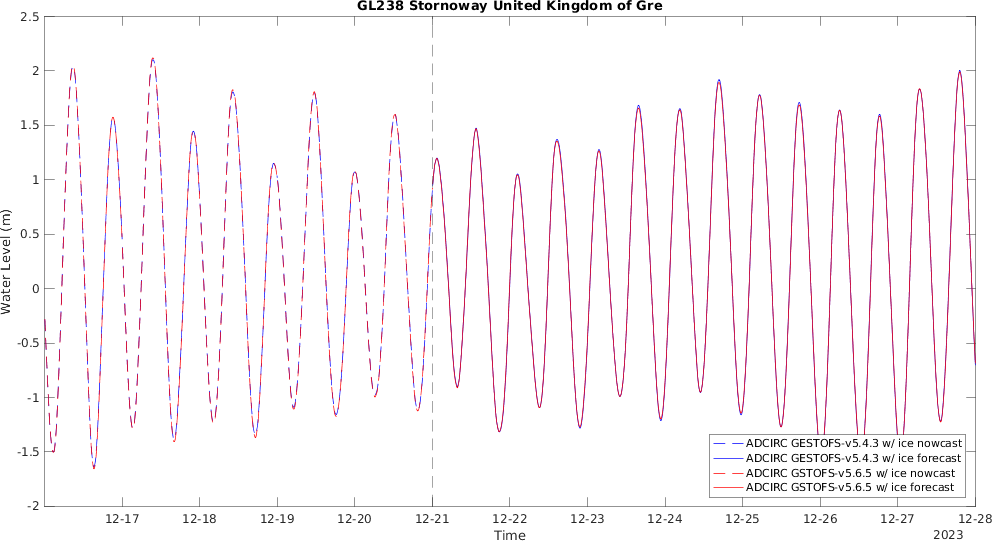 GL238 Stornoway United Kingdom of Gre
2.5
2
1.5
1
0.5
0
-0.5
-1
-1.5
-2
Water Level (m)
12-17 12-18 12-19 12-20 12-21 12-22 12-23 12-24 12-25 12-26 12-27 12-28
Time
2023
ADCIRC GESTOFS-v5.4.3 w/ ice nowcast
ADCIRC GESTOFS-v5.4.3 w/ ice forecast
ADCIRC GSTOFS-v5.6.5 w/ ice nowcast
ADCIRC GSTOFS-v5.6.5 w/ ice forecast